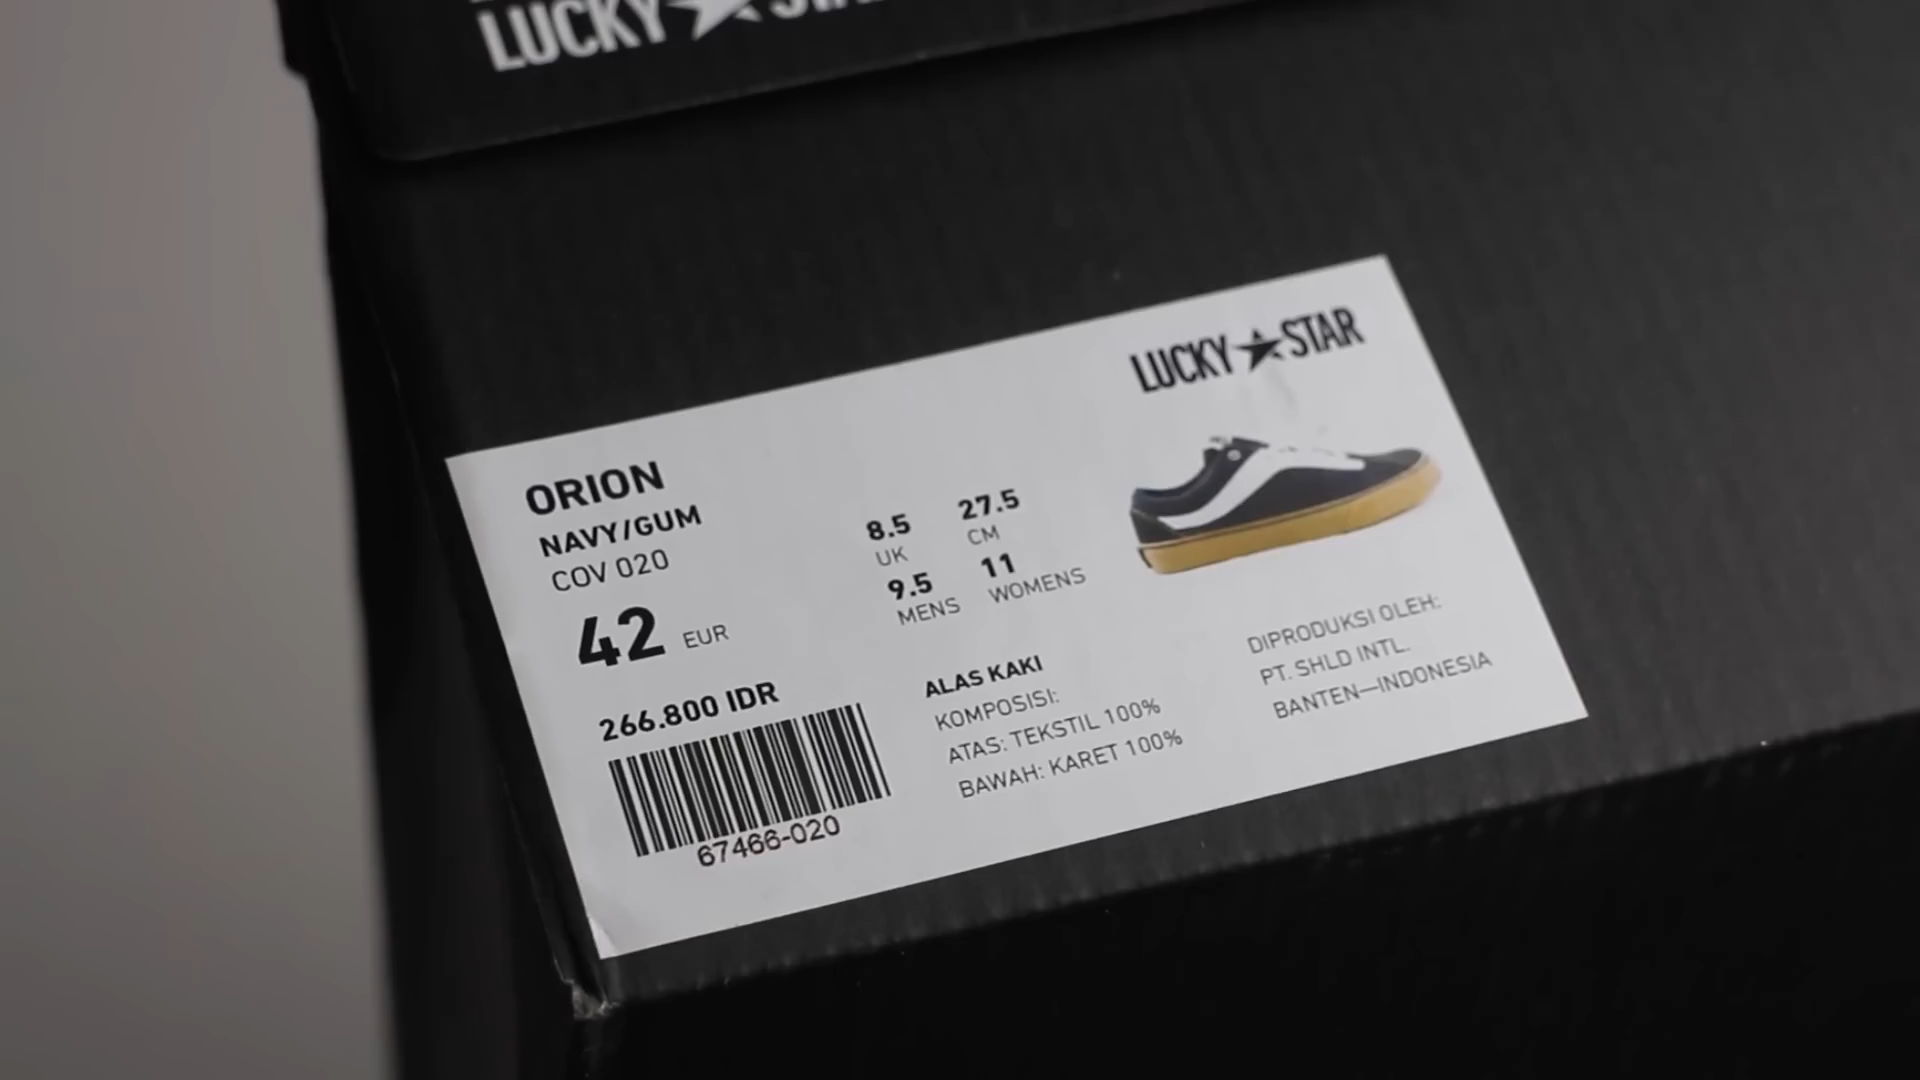 LUCKY STAR
LUCKY STAR
ORION
NAVY/GUM
COV 020
42 EUR
266.800 IDR
67466-020
8.5 UK
27.5 CM
9.5 MENS
11 WOMENS
ALAS KAKI
KOMPOSISI:
ATAS: TEKSTIL 100%
BAWAH: KARET 100%
DIPRODUKSI OLEH:
PT. SHLD INTL.
BANTEN—INDONESIA